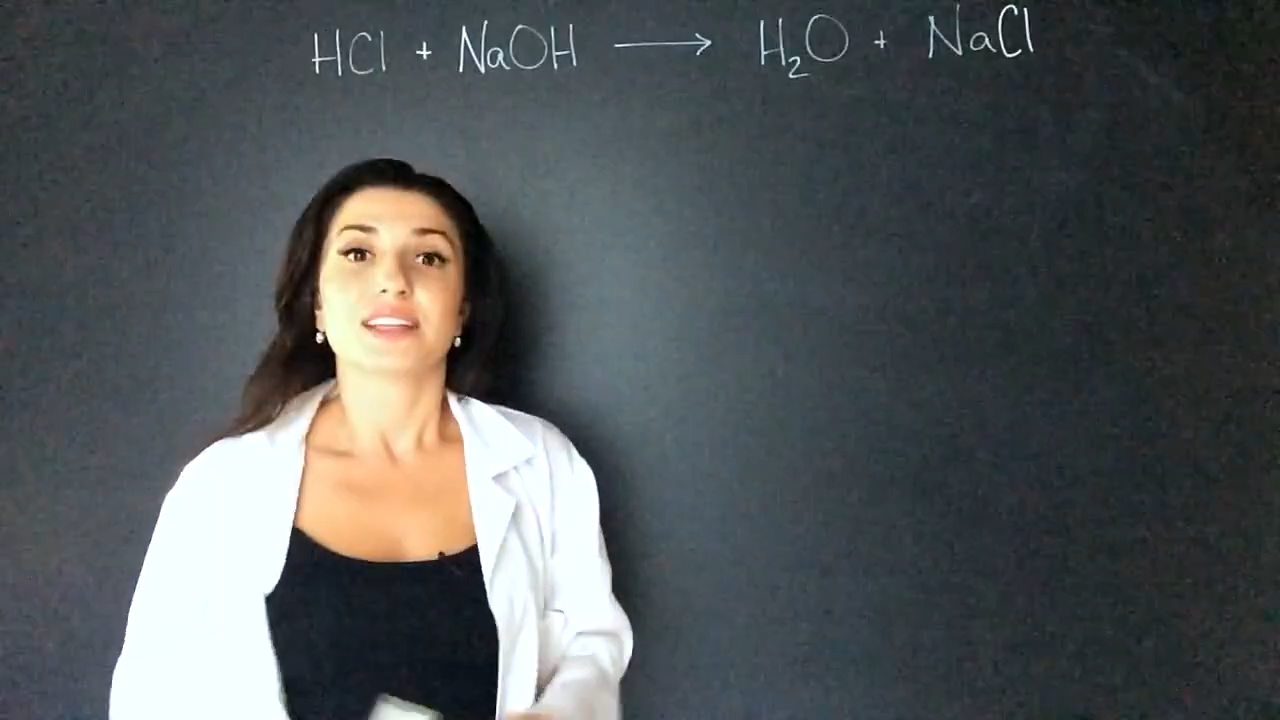 HCl + NaOH ⟶ H₂O + NaCl